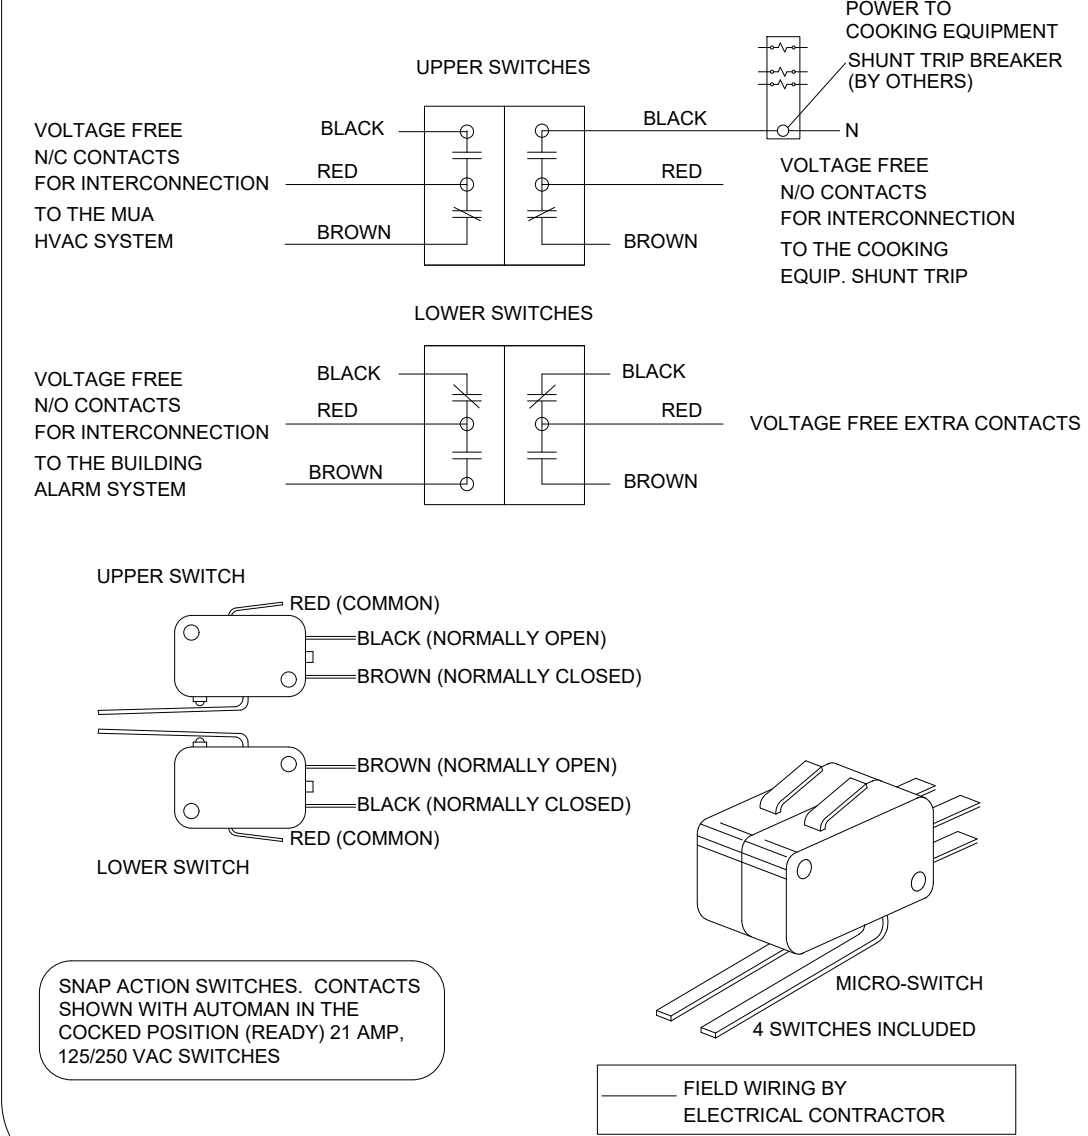 POWER TO
COOKING EQUIPMENT
SHUNT TRIP BREAKER
(BY OTHERS)
UPPER SWITCHES
VOLTAGE FREE
N/C CONTACTS
FOR INTERCONNECTION
TO THE MUA
HVAC SYSTEM
BLACK
RED
BROWN
BLACK
RED
BROWN
N
VOLTAGE FREE
N/O CONTACTS
FOR INTERCONNECTION
TO THE COOKING
EQUIP. SHUNT TRIP
LOWER SWITCHES
VOLTAGE FREE
N/O CONTACTS
FOR INTERCONNECTION
TO THE BUILDING
ALARM SYSTEM
BLACK
RED
BROWN
BLACK
RED
BROWN
VOLTAGE FREE EXTRA CONTACTS
UPPER SWITCH
RED (COMMON)
BLACK (NORMALLY OPEN)
BROWN (NORMALLY CLOSED)
BROWN (NORMALLY OPEN)
BLACK (NORMALLY CLOSED)
RED (COMMON)
LOWER SWITCH
SNAP ACTION SWITCHES. CONTACTS
SHOWN WITH AUTOMAN IN THE
COCKED POSITION (READY) 21 AMP,
125/250 VAC SWITCHES
MICRO-SWITCH
4 SWITCHES INCLUDED
FIELD WIRING BY
ELECTRICAL CONTRACTOR